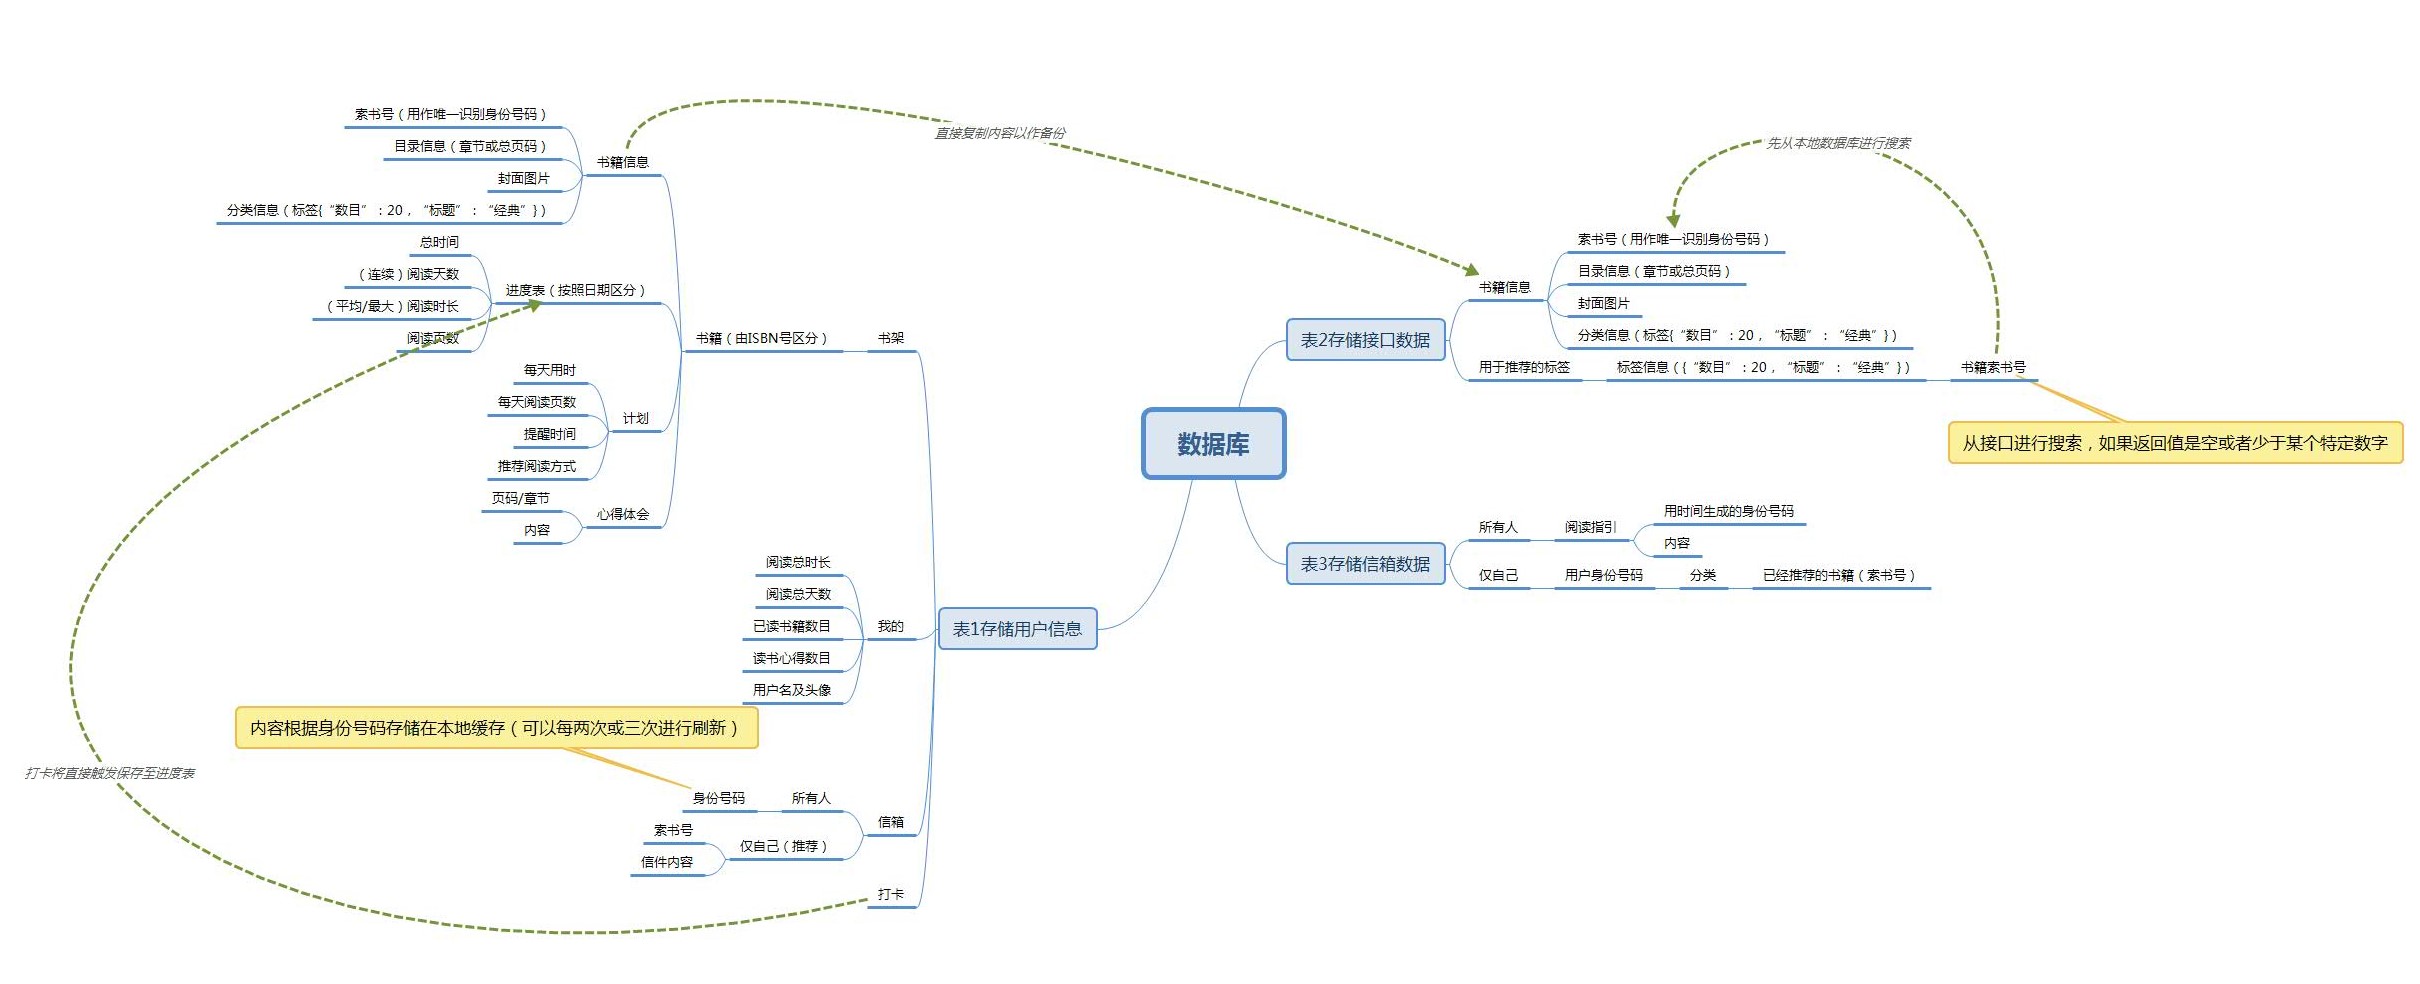 数据库
表1存储用户信息
书架
书籍（由ISBN号区分）
书籍信息
索书号（用作唯一识别身份号码）
目录信息（章节或总页码）
封面图片
分类信息（标签{“数目”：20，“标题”：“经典”}）
进度表（按照日期区分）
总时间
（连续）阅读天数
（平均/最大）阅读时长
阅读页数
计划
每天用时
每天阅读页数
提醒时间
推荐阅读方式
心得体会
页码/章节
内容
我的
阅读总时长
阅读总天数
已读书籍数目
读书心得数目
用户名及头像
信箱
所有人
身份号码
内容根据身份号码存储在本地缓存（可以每两次或三次进行刷新）
仅自己（推荐）
索书号
信件内容
打卡
打卡将直接触发保存至进度表
直接复制内容以作备份
表2存储接口数据
书籍信息
索书号（用作唯一识别身份号码）
目录信息（章节或总页码）
封面图片
分类信息（标签{“数目”：20，“标题”：“经典”}）
用于推荐的标签
标签信息（{“数目”：20，“标题”：“经典”}）
书籍索书号
先从本地数据库进行搜索
从接口进行搜索，如果返回值是空或者少于某个特定数字
表3存储信箱数据
所有人
阅读指引
用时间生成的身份号码
内容
仅自己
用户身份号码
分类
已经推荐的书籍（索书号）